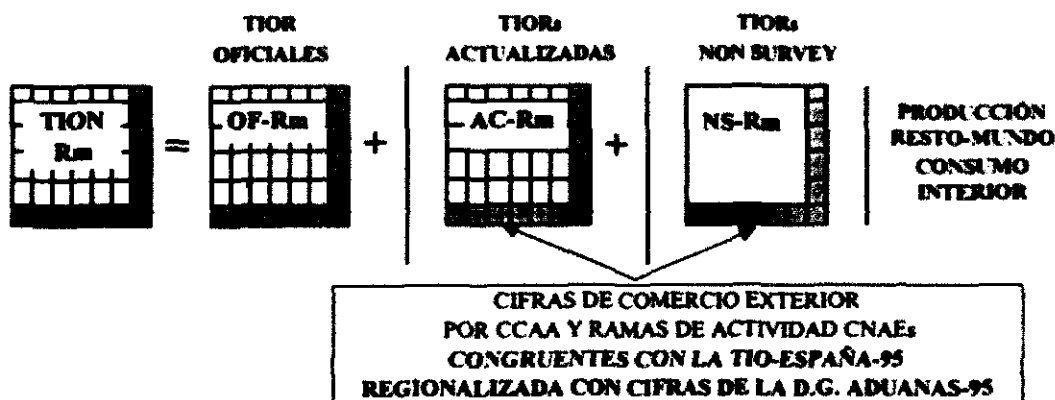 TIOR
OFICIALES
TIORs
ACTUALIZADAS
TIORs
NON SURVEY
TION
Rm
=
OF-Rm
+
AC-Rm
+
NS-Rm
PRODUCCIÓN
RESTO-MUNDO
CONSUMO
INTERIOR
CIFRAS DE COMERCIO EXTERIOR
POR CCAA Y RAMAS DE ACTIVIDAD CNAEs
CONGRUENTES CON LA TIO-ESPAÑA-95
REGIONALIZADA CON CIFRAS DE LA D.G. ADUANAS-95